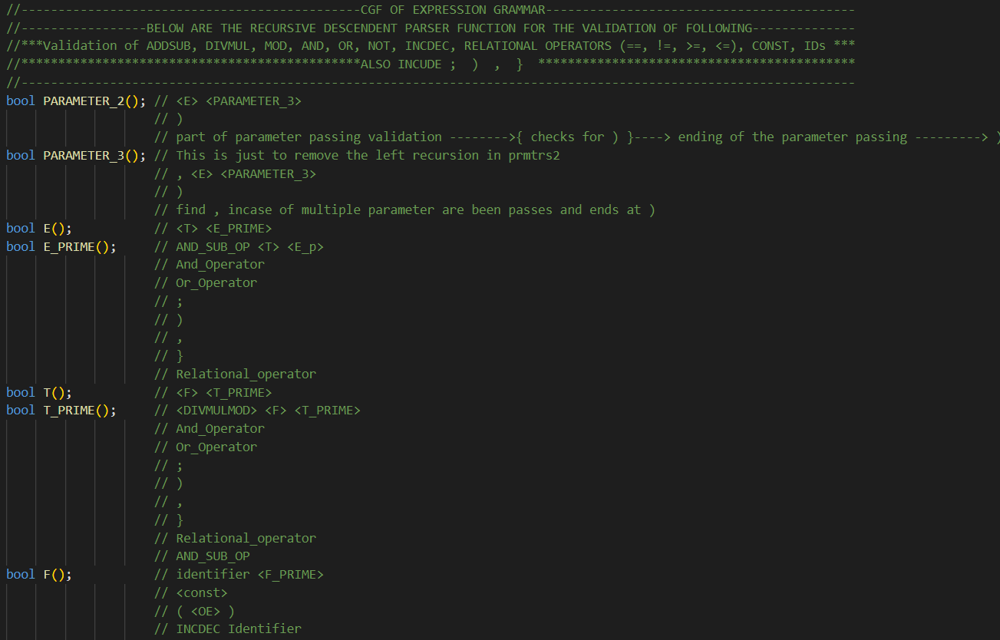 //----------------------------------------------CGF OF EXPRESSION GRAMMAR------------------------------------------
//-----------------BELOW ARE THE RECURSIVE DESCENDENT PARSER FUNCTION FOR THE VALIDATION OF FOLLOWING--------------
//***Validation of ADDSUB, DIVMUL, MOD, AND, OR, NOT, INCDEC, RELATIONAL OPERATORS (==, !=, >=, <=), CONST, IDs ***
//**********************************************ALSO INCUDE ;  )  ,  }  *******************************************
//-----------------------------------------------------------------------------------------------------------------
bool PARAMETER_2(); // <E> <PARAMETER_3>
// )
// part of parameter passing validation -------->{ checks for ) }----> ending of the parameter passing ---------> )
bool PARAMETER_3(); // This is just to remove the left recursion in prmtrs2
// , <E> <PARAMETER_3>
// )
// find , incase of multiple parameter are been passes and ends at )
bool E();           // <T> <E_PRIME>
bool E_PRIME();     // AND_SUB_OP <T> <E_p>
// And_Operator
// Or_Operator
// ;
// )
// ,
// }
// Relational_operator
bool T();           // <F> <T_PRIME>
bool T_PRIME();     // <DIVMULMOD> <F> <T_PRIME>
// And_Operator
// Or_Operator
// ;
// )
// ,
// }
// Relational_operator
// AND_SUB_OP
bool F();           // identifier <F_PRIME>
// <const>
// ( <OE> )
// INCDEC Identifier